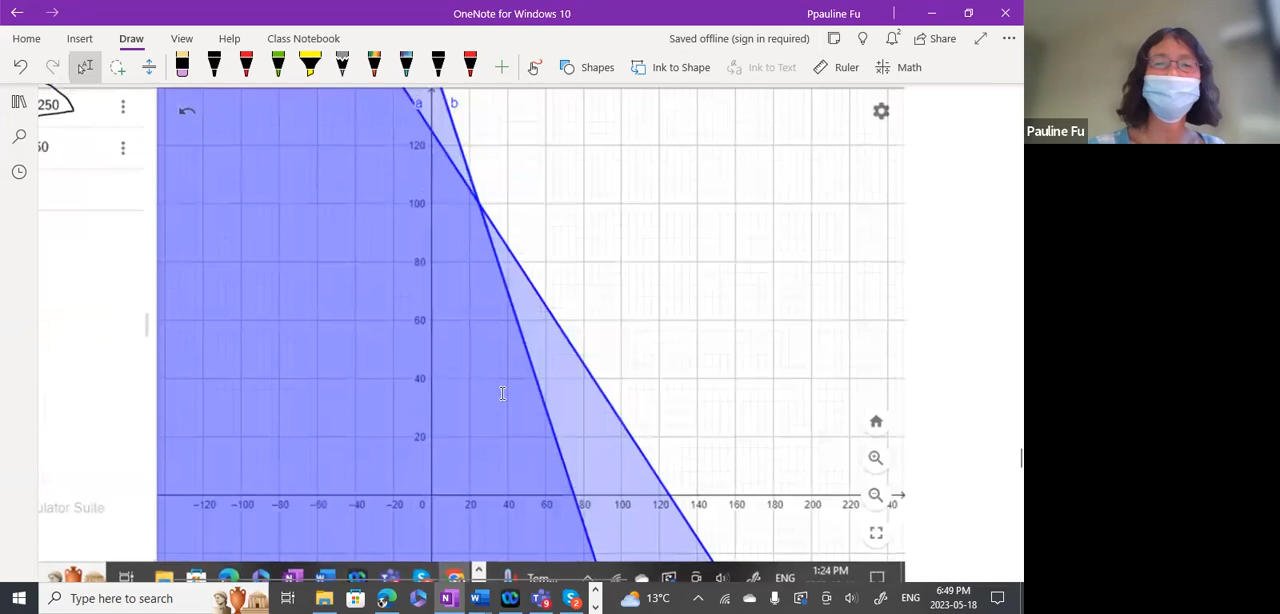 OneNote for Windows 10
Ppauline Fu
Home Insert Draw View Help Class Notebook
Saved offline (sign in required)
Share
Shapes
Ink to Shape
Ink to Text
Ruler
Math
Pauline Fu
250
50
a
b
120
100
80
60
40
20
−120 −100 −80 −60 −40 −20 0 20 40 60 80 100 120 140 160 180 200 220 40
ulator Suite
Tem...
ENG
1:24 PM
Type here to search
13°C
ENG
6:49 PM
2023-05-18